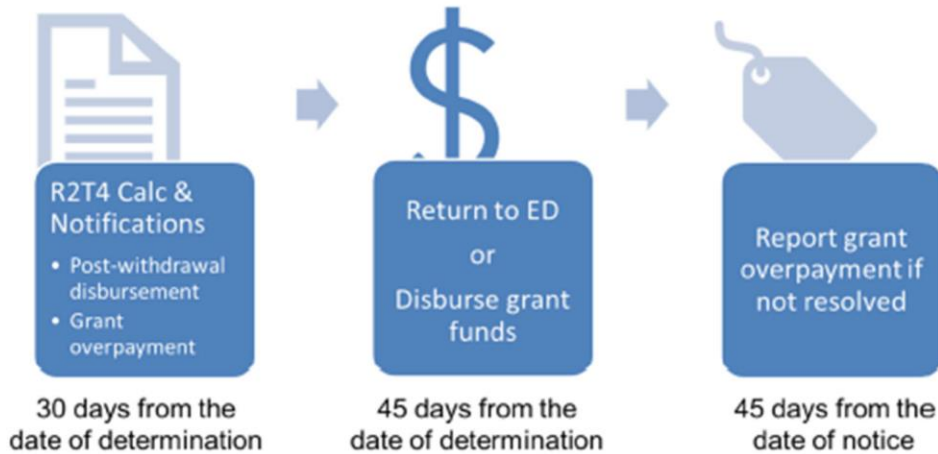 R2T4 Calc &
Notifications
• Post-withdrawal
disbursement
• Grant
overpayment
30 days from the
date of determination
Return to ED
or
Disburse grant
funds
45 days from the
date of determination
Report grant
overpayment if
not resolved
45 days from the
date of notice